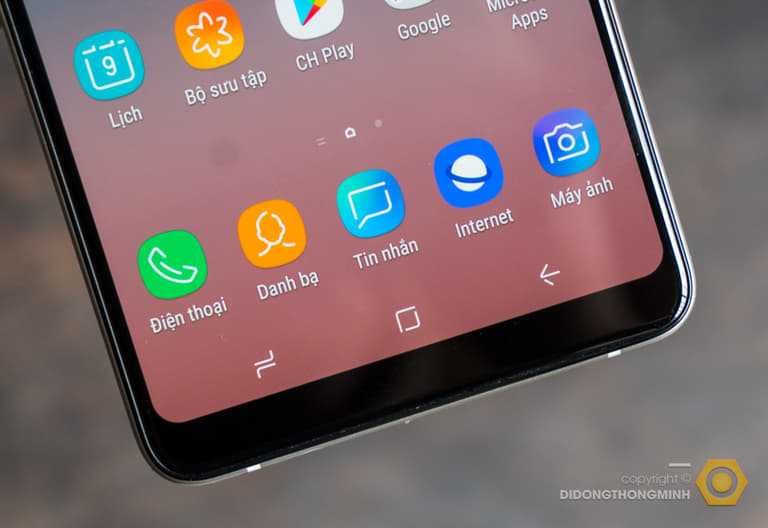 9
Lịch
Bộ sưu tập
CH Play
Google
Apps
Điện thoại
Danh bạ
Tin nhắn
Internet
Máy ảnh
copyright ©
DIDONGTHONGMINH